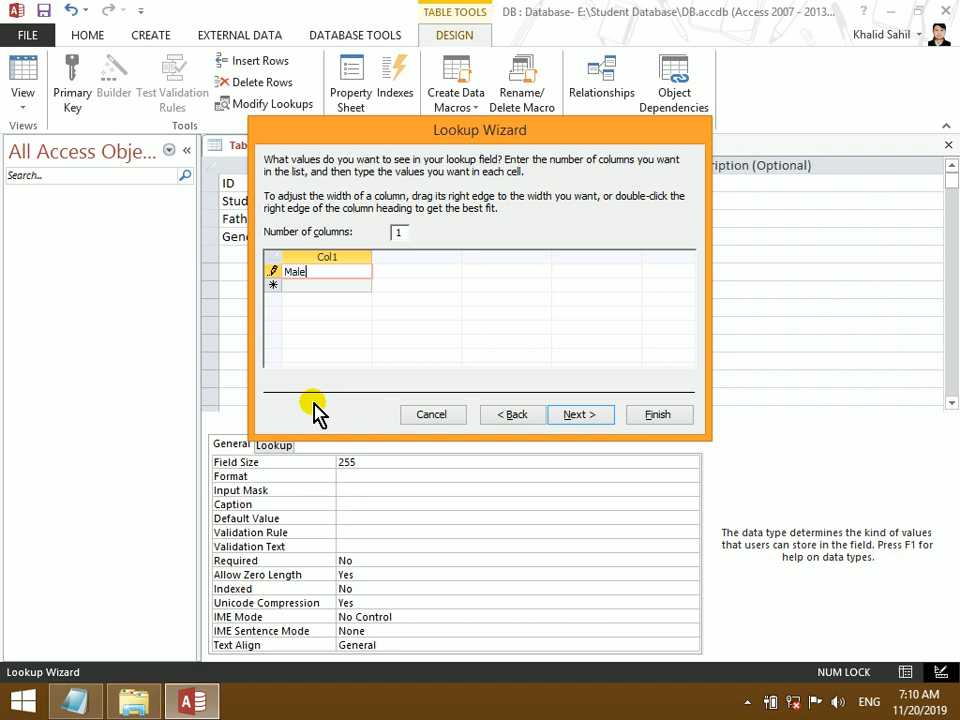 TABLE TOOLS
DB : Database- E:\Student Database\DB.accdb (Access 2007 - 2013...
FILE
HOME
CREATE
EXTERNAL DATA
DATABASE TOOLS
DESIGN
Khalid Sahil
View
Primary Key
Builder
Test Validation Rules
Insert Rows
Delete Rows
Modify Lookups
Property Sheet
Indexes
Create Data Macros
Rename/ Delete Macro
Relationships
Object Dependencies
Views
Tools
All Access Obje...
Search...
Tab
ription (Optional)
ID
Stud
Fath
Gen
Lookup Wizard
What values do you want to see in your lookup field? Enter the number of columns you want
in the list, and then type the values you want in each cell.
To adjust the width of a column, drag its right edge to the width you want, or double-click the
right edge of the column heading to get the best fit.
Number of columns: 1
Col1
Male
Cancel
< Back
Next >
Finish
General
Lookup
Field Size 255
Format
Input Mask
Caption
Default Value
Validation Rule
Validation Text
Required No
Allow Zero Length Yes
Indexed No
Unicode Compression Yes
IME Mode No Control
IME Sentence Mode None
Text Align General
The data type determines the kind of values
that users can store in the field. Press F1 for
help on data types.
Lookup Wizard
NUM LOCK
ENG
7:10 AM
11/20/2019